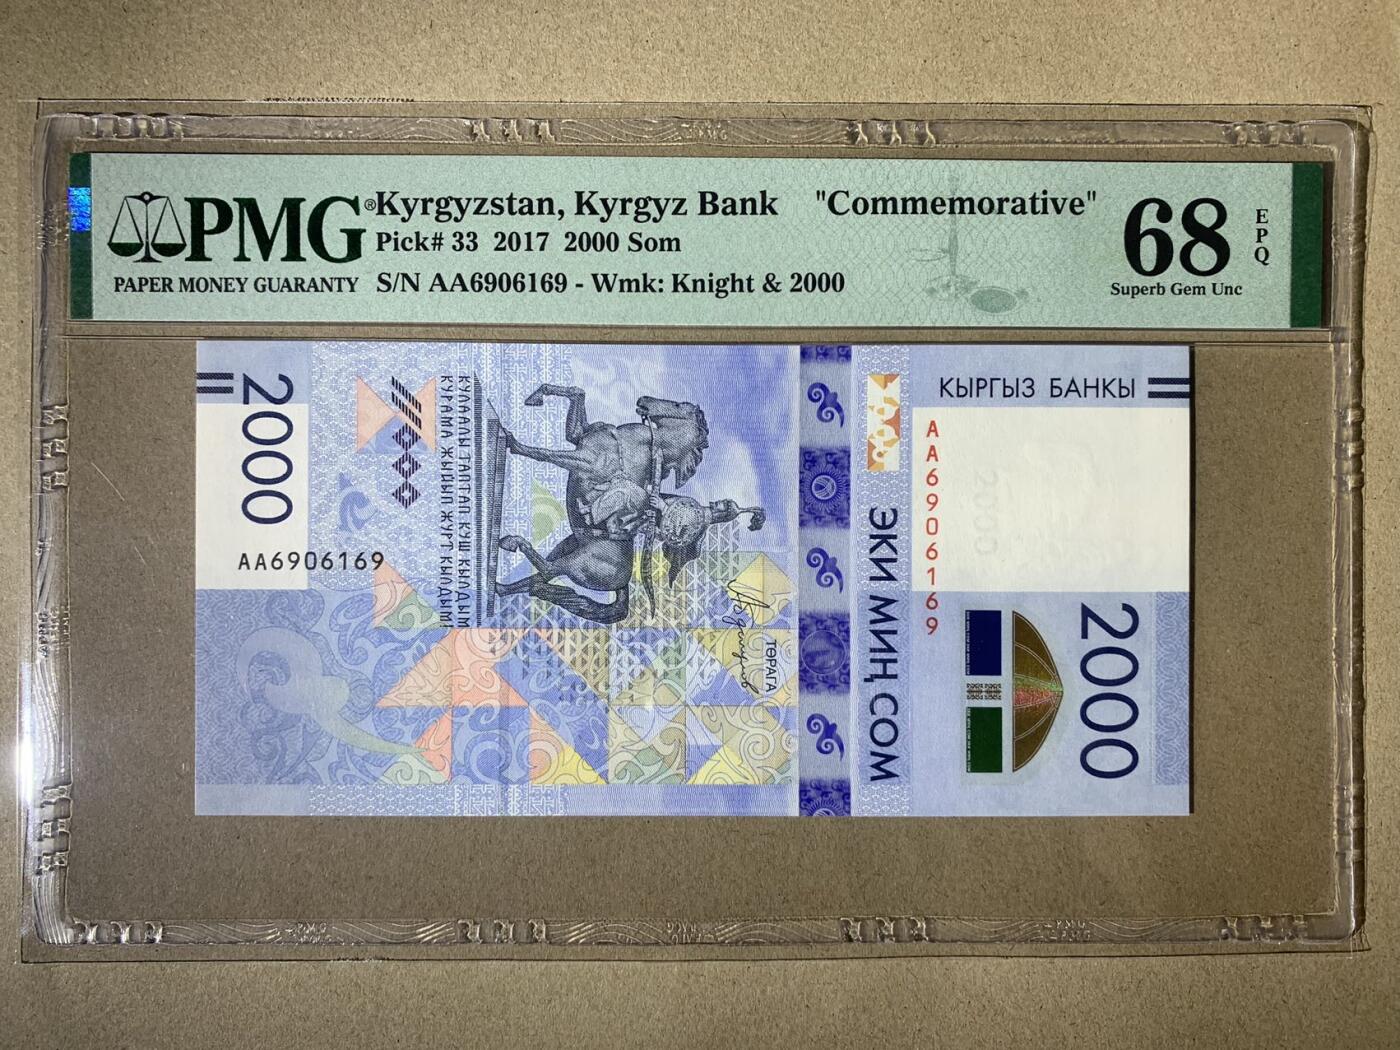 PMG®
PAPER MONEY GUARANTY
Kyrgyzstan, Kyrgyz Bank "Commemorative"
Pick# 33 2017 2000 Som
S/N AA6906169 - Wmk: Knight & 2000
68
EPQ
Superb Gem Unc
2000
AA6906169
КУЛААЛЫ ТАПТАП КУШ КЫЛДЫМ
КУРАМА ЖЫЙЫП ЖУРТ КЫЛДЫМ!
ТӨРАГА
ЭКИ МИҢ СОМ
КЫРГЫЗ БАНКЫ
AA6906169
2000
2000